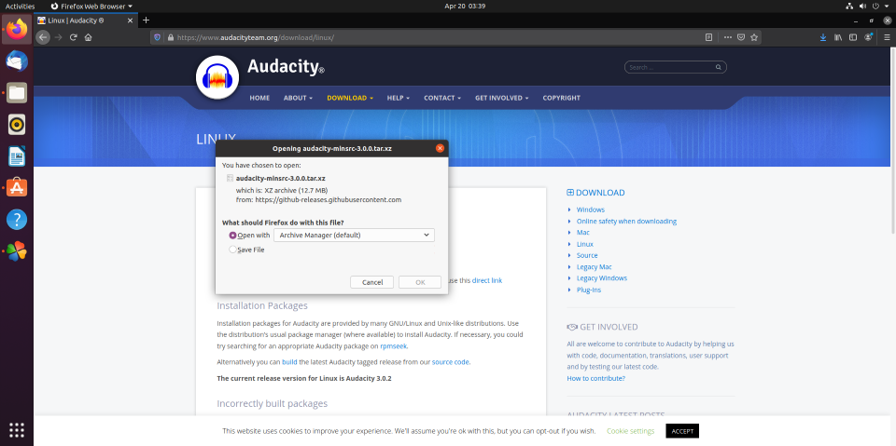 Activities
Firefox Web Browser
Apr 20 03:39
Linux | Audacity ®
https://www.audacityteam.org/download/linux/
Audacity®
Search ...
HOME
ABOUT
DOWNLOAD
HELP
CONTACT
GET INVOLVED
COPYRIGHT
LINUX
Opening audacity-minsrc-3.0.0.tar.xz
You have chosen to open:
audacity-minsrc-3.0.0.tar.xz
which is: XZ archive (12.7 MB)
from: https://github-releases.githubusercontent.com
What should Firefox do with this file?
Open with
Archive Manager (default)
Save File
Cancel
OK
use this direct link
Installation Packages
Installation packages for Audacity are provided by many GNU/Linux and Unix-like distributions. Use
the distribution's usual package manager (where available) to install Audacity. If necessary, you could
try searching for an appropriate Audacity package on rpmseek.
Alternatively you can build the latest Audacity tagged release from our source code.
The current release version for Linux is Audacity 3.0.2
Incorrectly built packages
DOWNLOAD
Windows
Online safety when downloading
Mac
Linux
Source
Legacy Mac
Legacy Windows
Plug-Ins
GET INVOLVED
All are welcome to contribute to Audacity by helping us
with code, documentation, translations, user support
and by testing our latest code.
How to contribute?
AUDACITY LATEST POSTS
This website uses cookies to improve your experience. We'll assume you're ok with this, but you can opt-out if you wish.
Cookie settings
ACCEPT